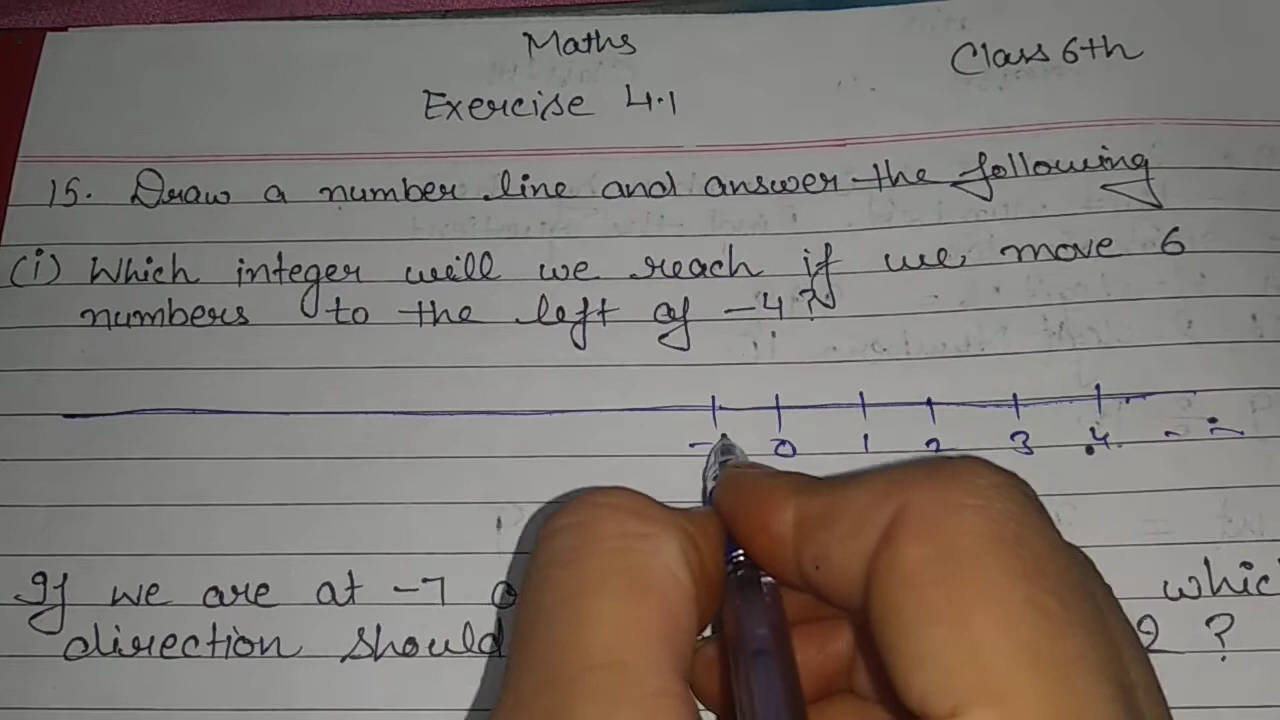 Maths
Class 6th
Exercise 4.1
15. Draw a number line and answer the following
(i) Which integer will we reach if we move 6
numbers to the left of -4?
- 0 1 2 3 4 - -
If we are at -7
direction should ?